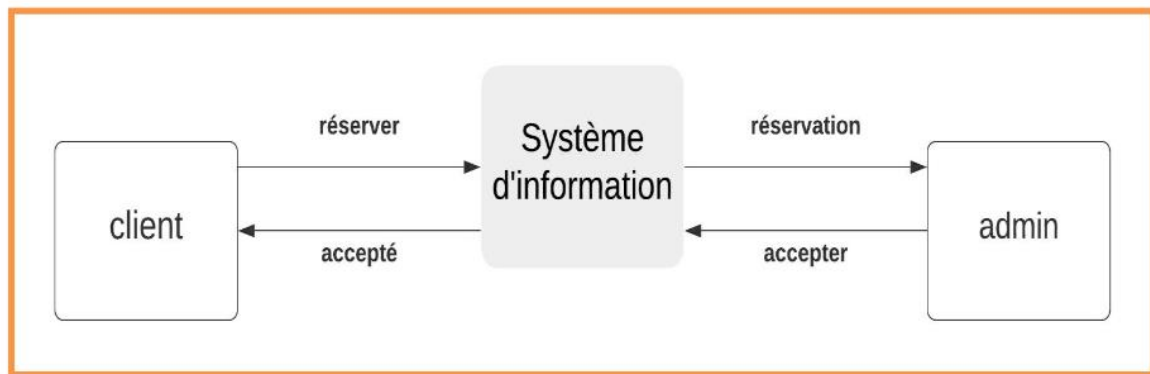 réserver
réservation
Système
d'information
client
admin
accepté
accepter